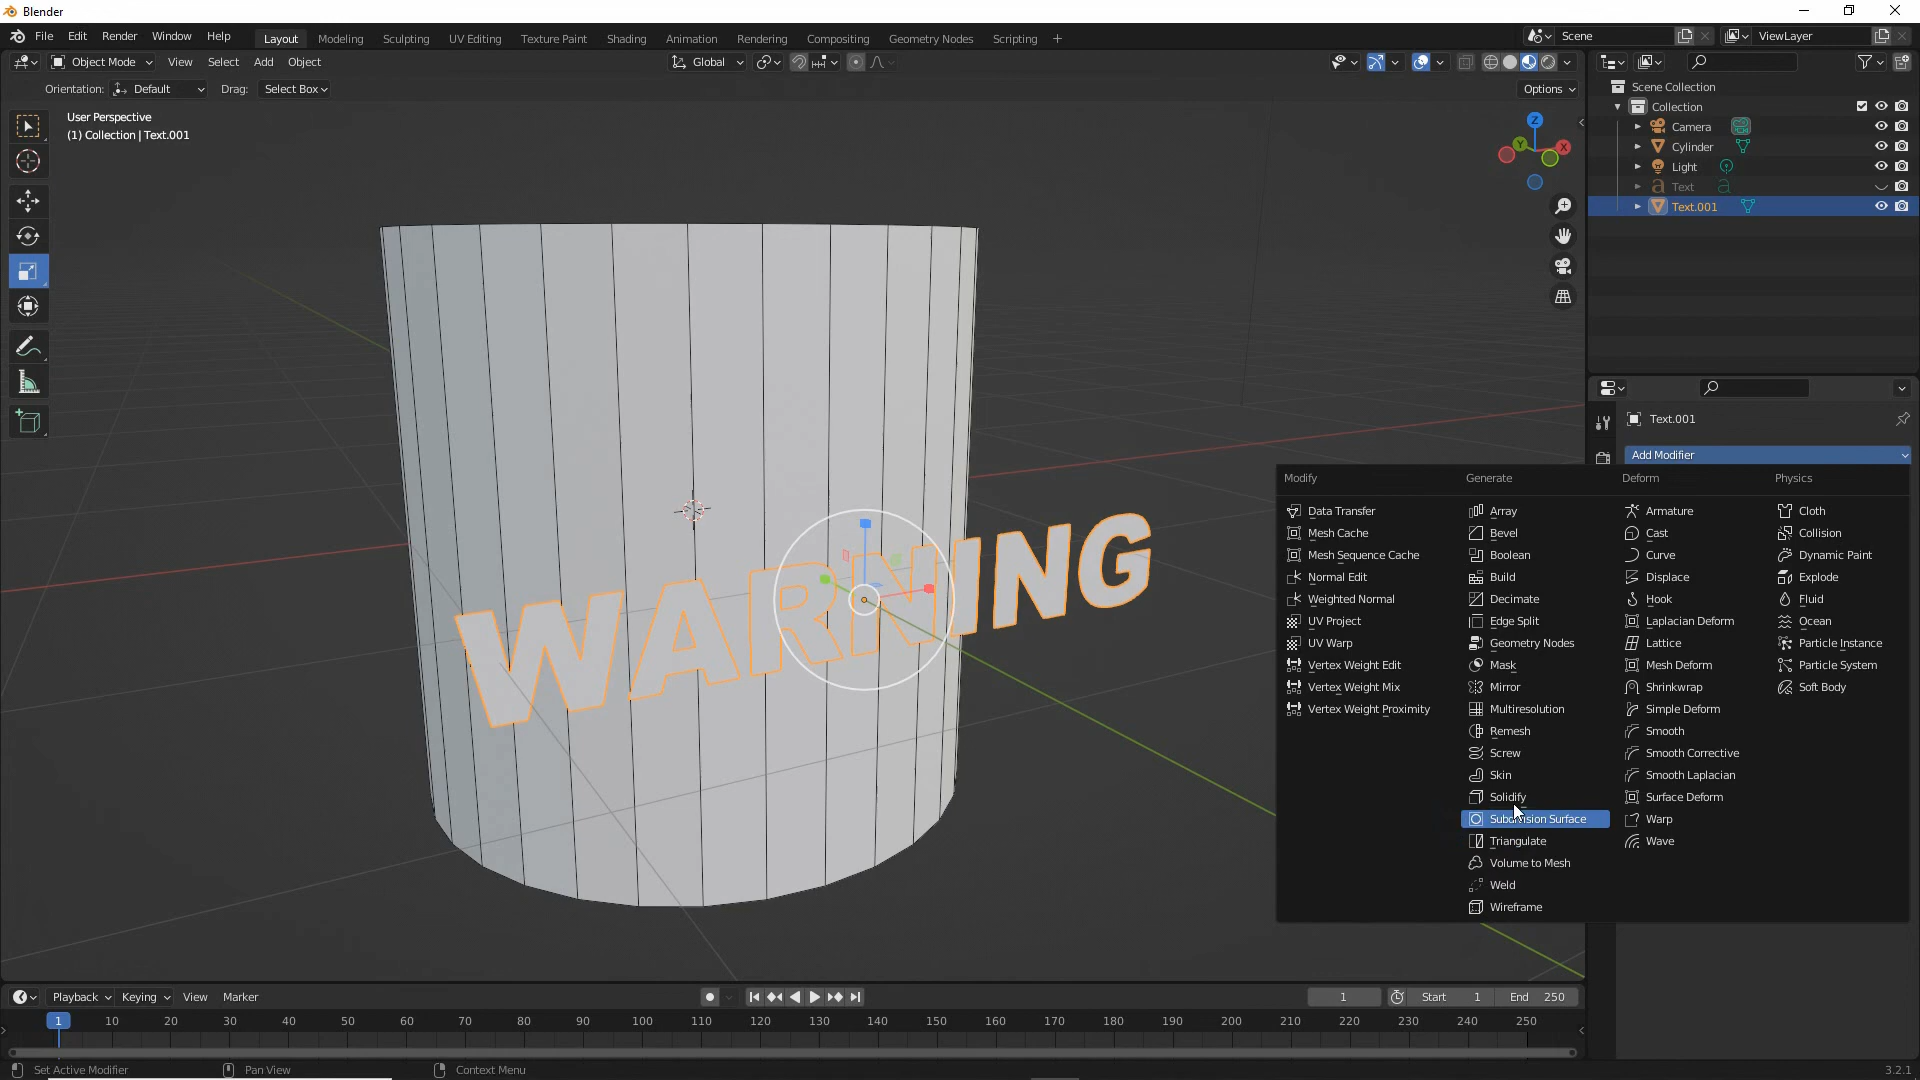 Blender
File Edit Render Window Help
Layout Modeling Sculpting UV Editing Texture Paint Shading Animation Rendering Compositing Geometry Nodes Scripting +
Scene
ViewLayer
Object Mode View Select Add Object
Global
Orientation: Default Drag: Select Box
Options
User Perspective
(1) Collection | Text.001
Z
Y
X
WARNING
Scene Collection
Collection
Camera
Cylinder
Light
Text
Text.001
Text.001
Add Modifier
Modify
Data Transfer
Mesh Cache
Mesh Sequence Cache
Normal Edit
Weighted Normal
UV Project
UV Warp
Vertex Weight Edit
Vertex Weight Mix
Vertex Weight Proximity
Generate
Array
Bevel
Boolean
Build
Decimate
Edge Split
Geometry Nodes
Mask
Mirror
Multiresolution
Remesh
Screw
Skin
Solidify
Subdivision Surface
Triangulate
Volume to Mesh
Weld
Wireframe
Deform
Armature
Cast
Curve
Displace
Hook
Laplacian Deform
Lattice
Mesh Deform
Shrinkwrap
Simple Deform
Smooth
Smooth Corrective
Smooth Laplacian
Surface Deform
Warp
Wave
Physics
Cloth
Collision
Dynamic Paint
Explode
Fluid
Ocean
Particle Instance
Particle System
Soft Body
Playback Keying View Marker
1 Start 1 End 250
1 10 20 30 40 50 60 70 80 90 100 110 120 130 140 150 160 170 180 190 200 210 220 230 240 250
Set Active Modifier Pan View Context Menu 3.2.1